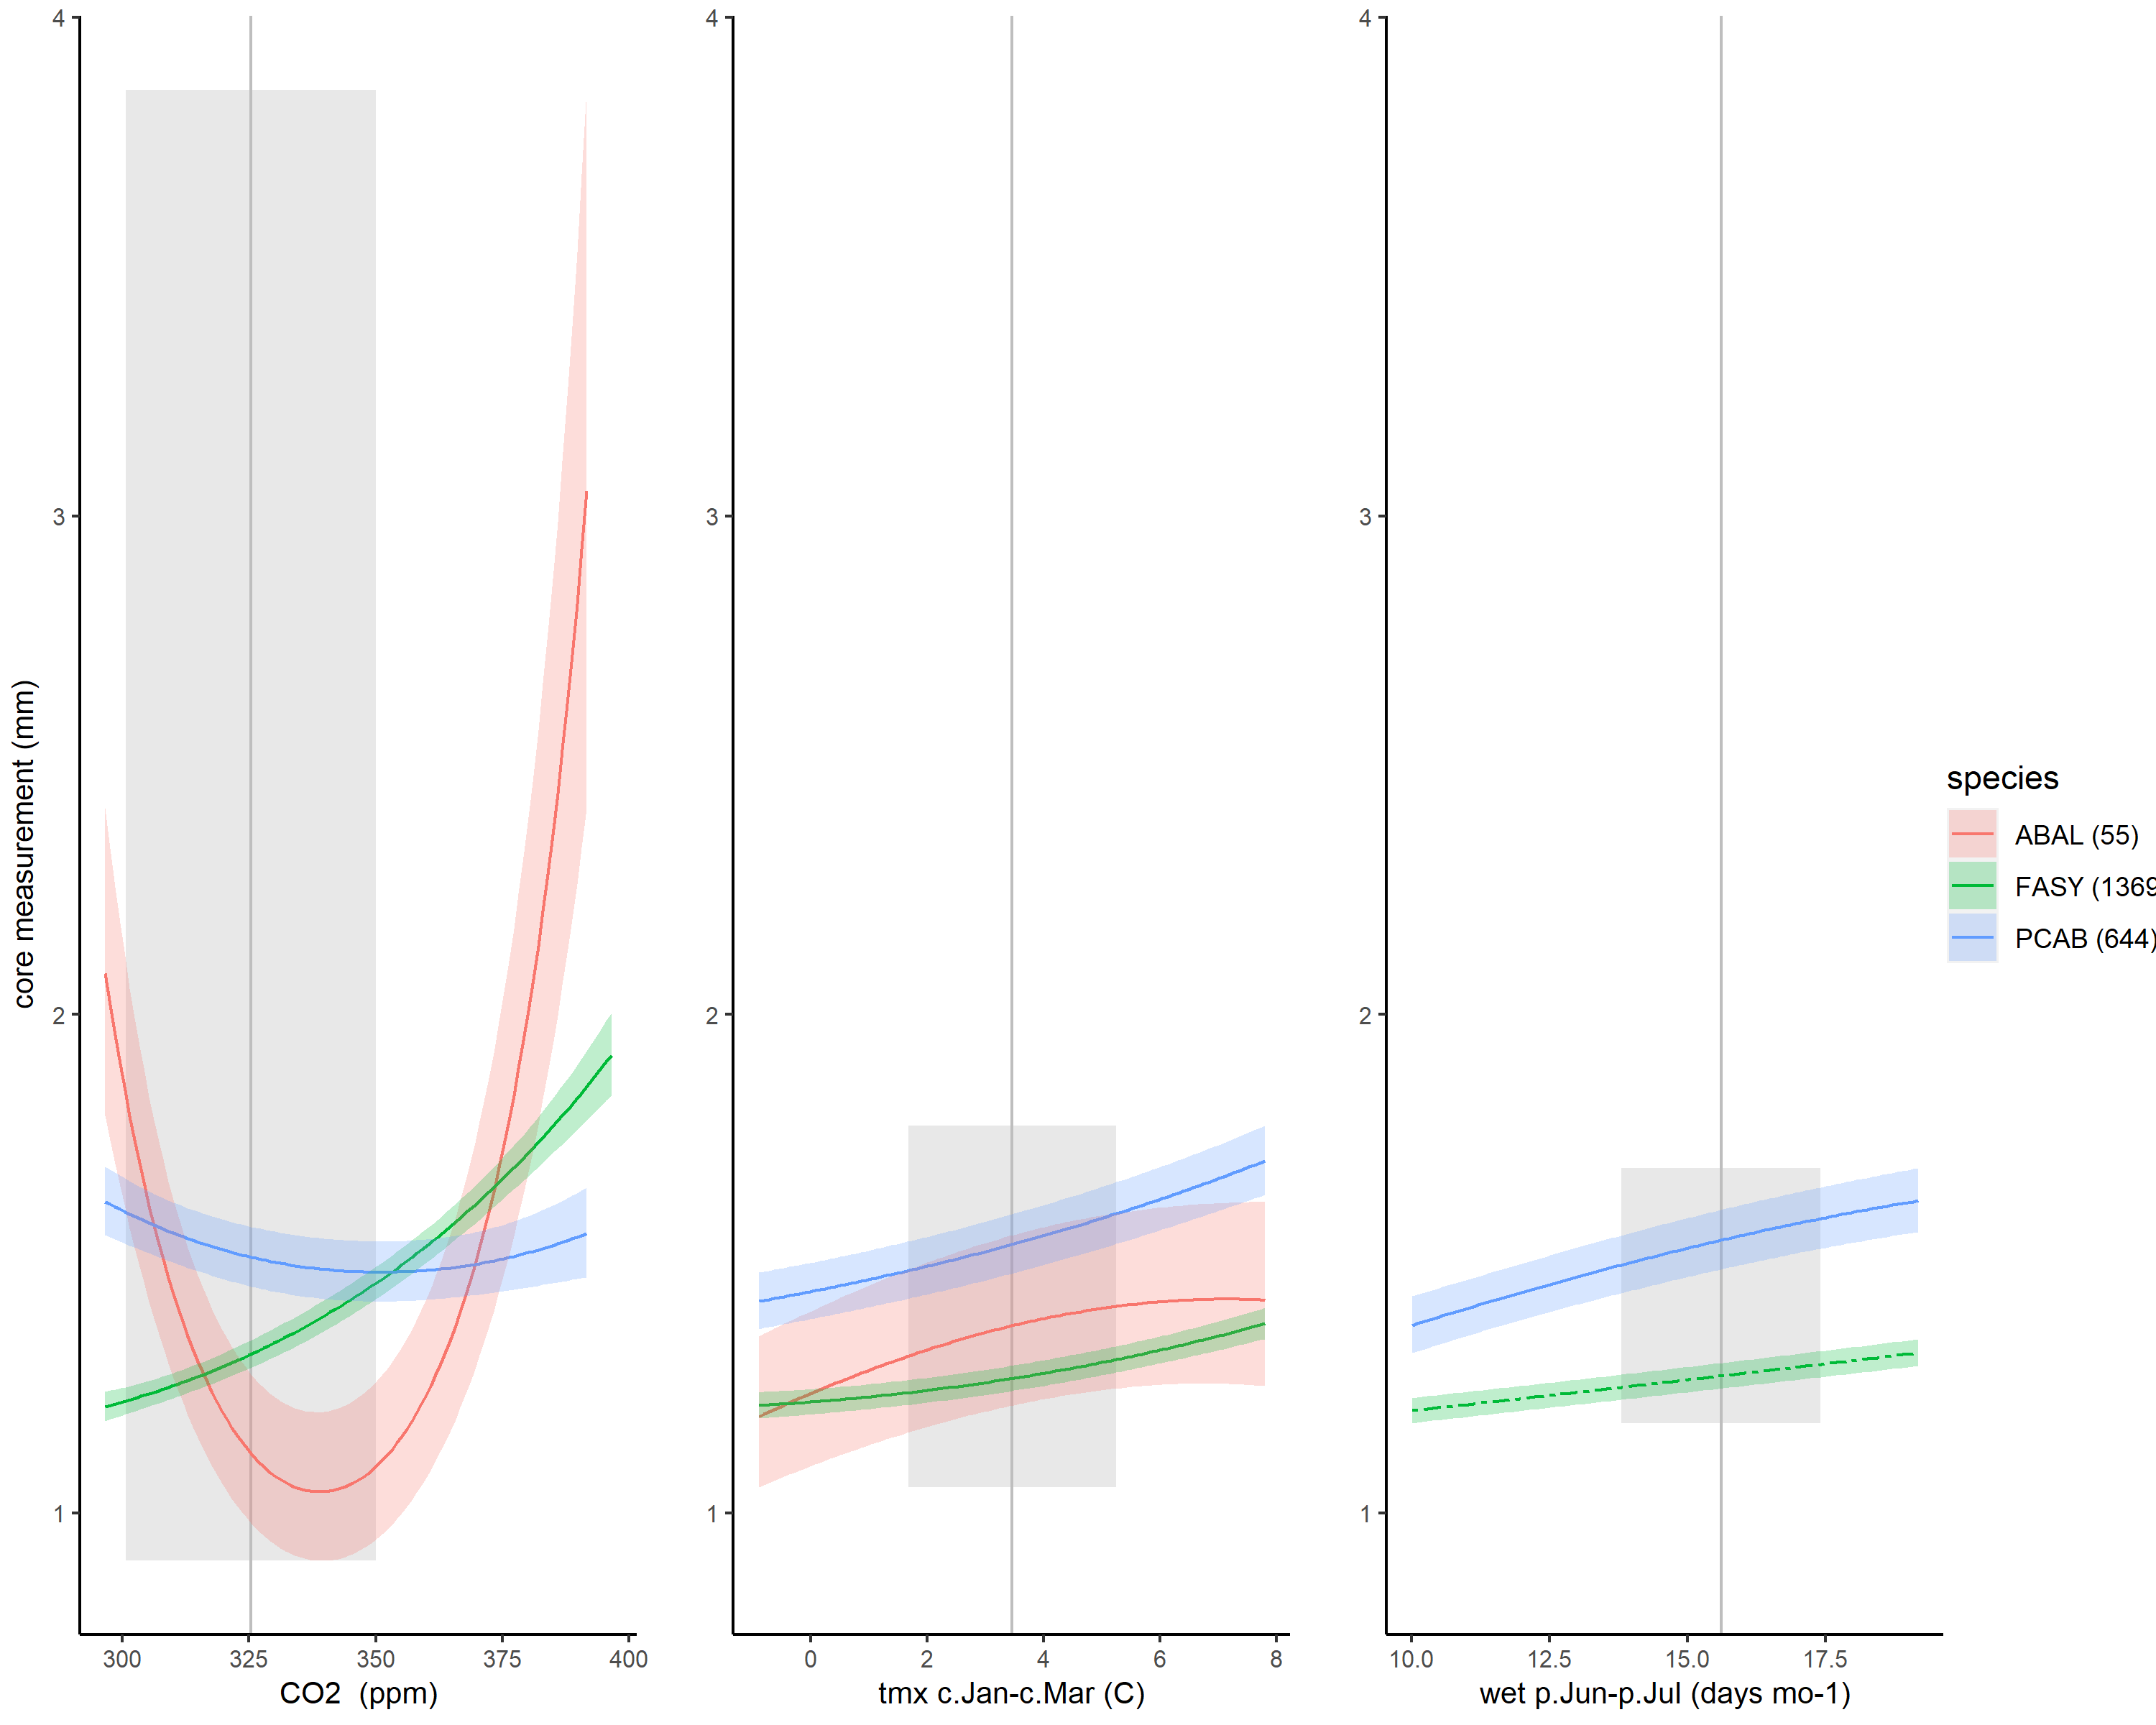 core measurement (mm)
4
3
2
1
300 325 350 375 400
CO2 (ppm)
4
3
2
1
0 2 4 6 8
tmx c.Jan-c.Mar (C)
4
3
2
1
10.0 12.5 15.0 17.5
wet p.Jun-p.Jul (days mo-1)
species
ABAL (55)
FASY (1369
PCAB (644)